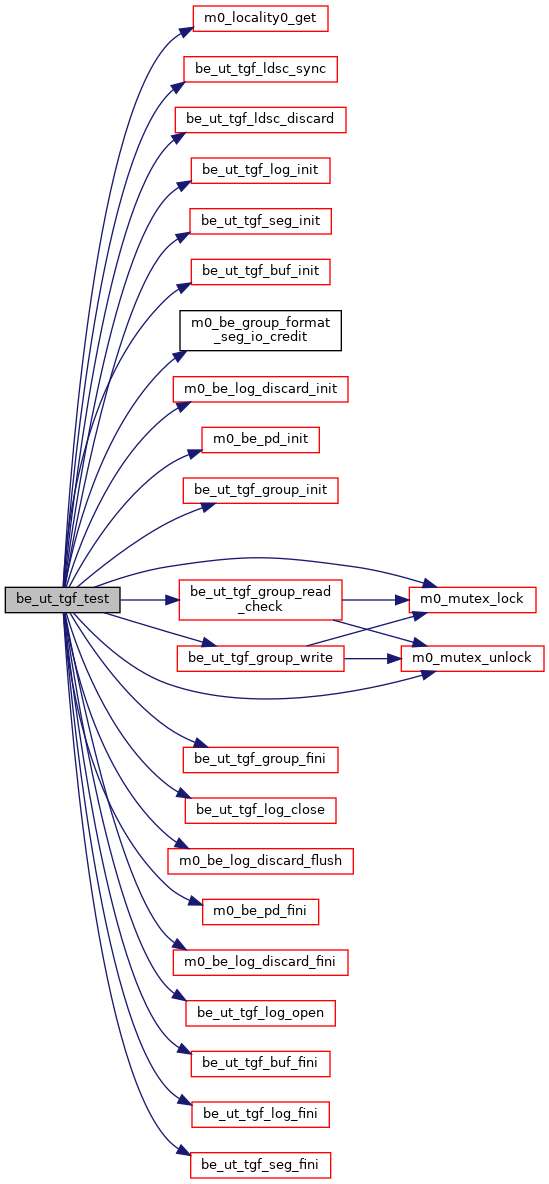 m0_locality0_get
be_ut_tgf_ldsc_sync
be_ut_tgf_ldsc_discard
be_ut_tgf_log_init
be_ut_tgf_seg_init
be_ut_tgf_buf_init
m0_be_group_format
_seg_io_credit
m0_be_log_discard_init
m0_be_pd_init
be_ut_tgf_group_init
be_ut_tgf_test
be_ut_tgf_group_read
_check
m0_mutex_lock
be_ut_tgf_group_write
m0_mutex_unlock
be_ut_tgf_group_fini
be_ut_tgf_log_close
m0_be_log_discard_flush
m0_be_pd_fini
m0_be_log_discard_fini
be_ut_tgf_log_open
be_ut_tgf_buf_fini
be_ut_tgf_log_fini
be_ut_tgf_seg_fini